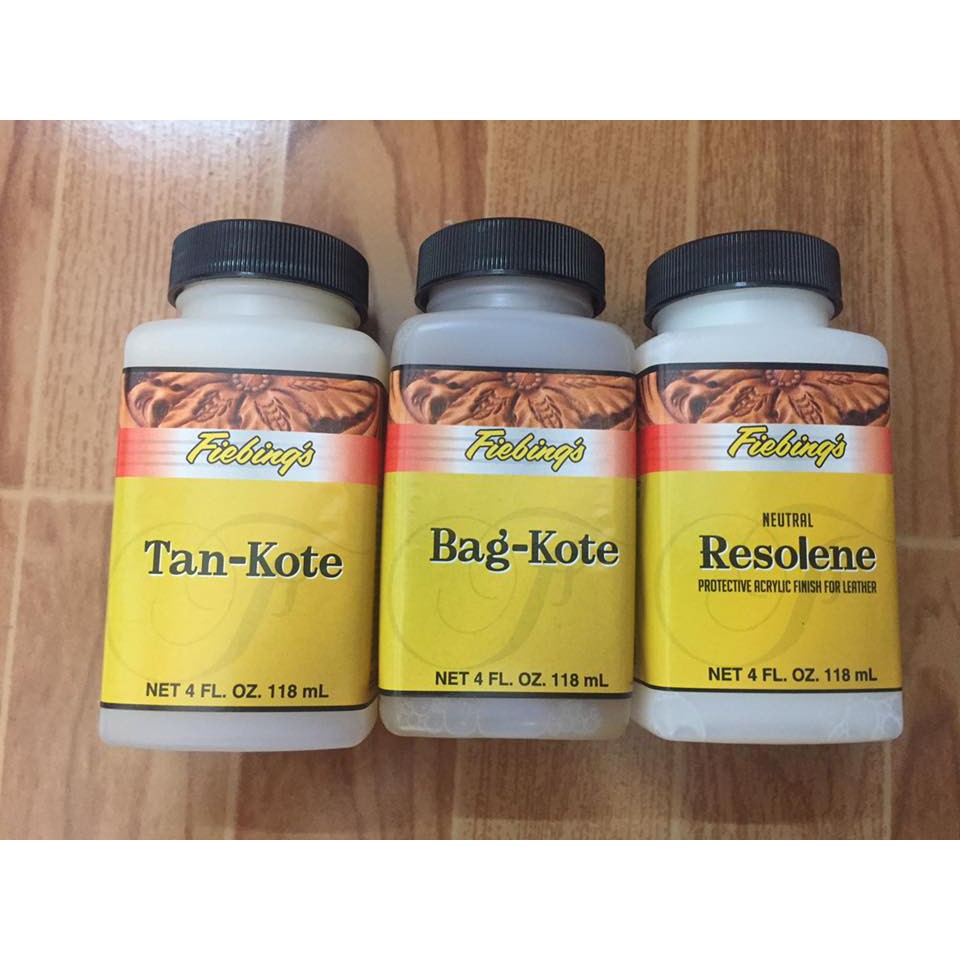 Fiebing's
Tan-Kote
NET 4 FL. OZ. 118 mL
Fiebing's
Bag-Kote
NET 4 FL. OZ. 118 mL
Fiebing's
NEUTRAL
Resolene
PROTECTIVE ACRYLIC FINISH FOR LEATHER
NET 4 FL. OZ. 118 mL